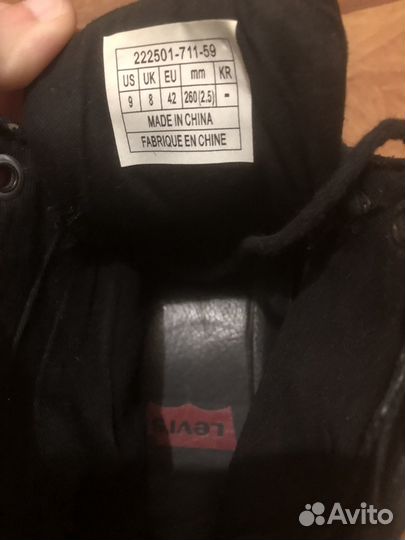 222501-711-59
US UK EU mm KR
9 8 42 260(2.5) -
MADE IN CHINA
FABRIQUE EN CHINE
Levi's
Avito